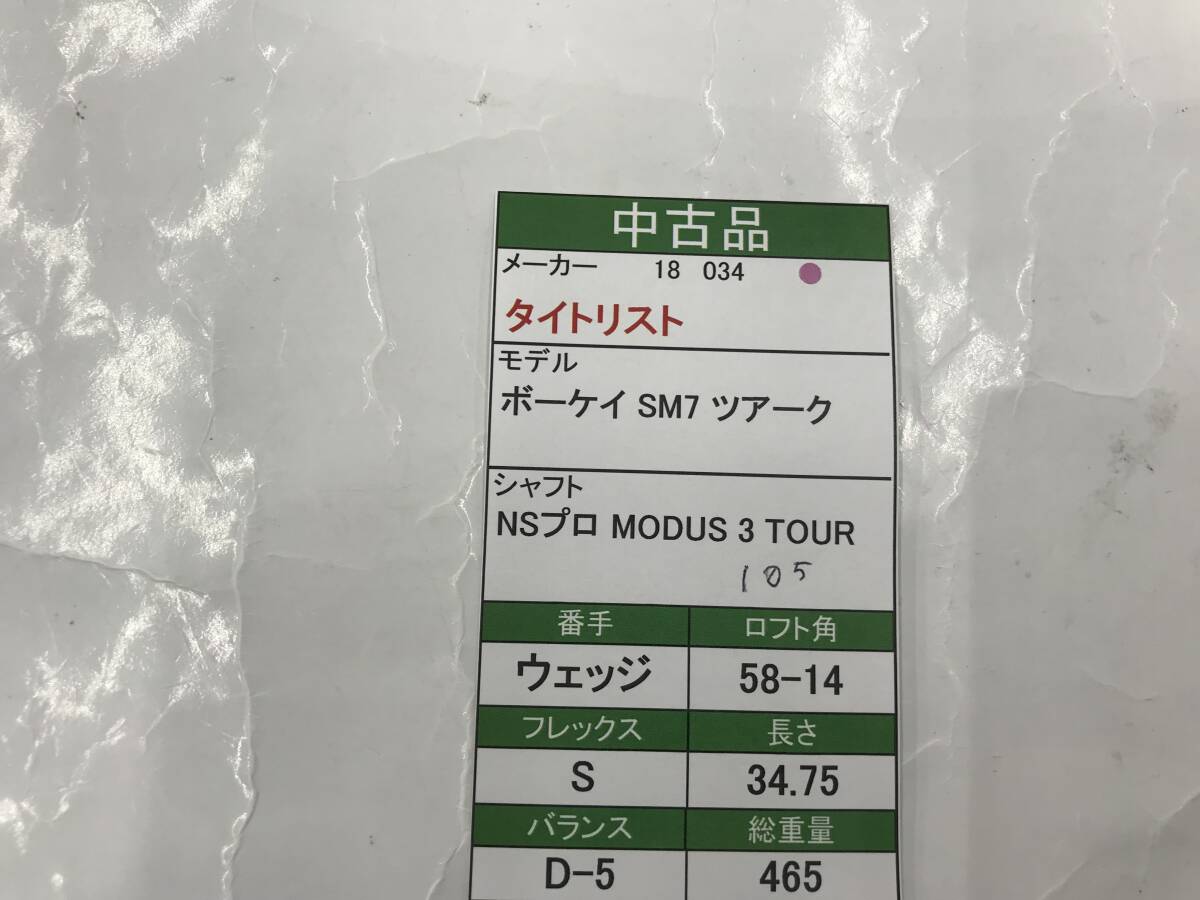 中古品
メーカー 18 034
タイトリスト
モデル
ボーケイ SM7 ツアーク
シャフト
NSプロ MODUS 3 TOUR
105
番手 ロフト角
ウェッジ 58-14
フレックス 長さ
S 34.75
バランス 総重量
D-5 465